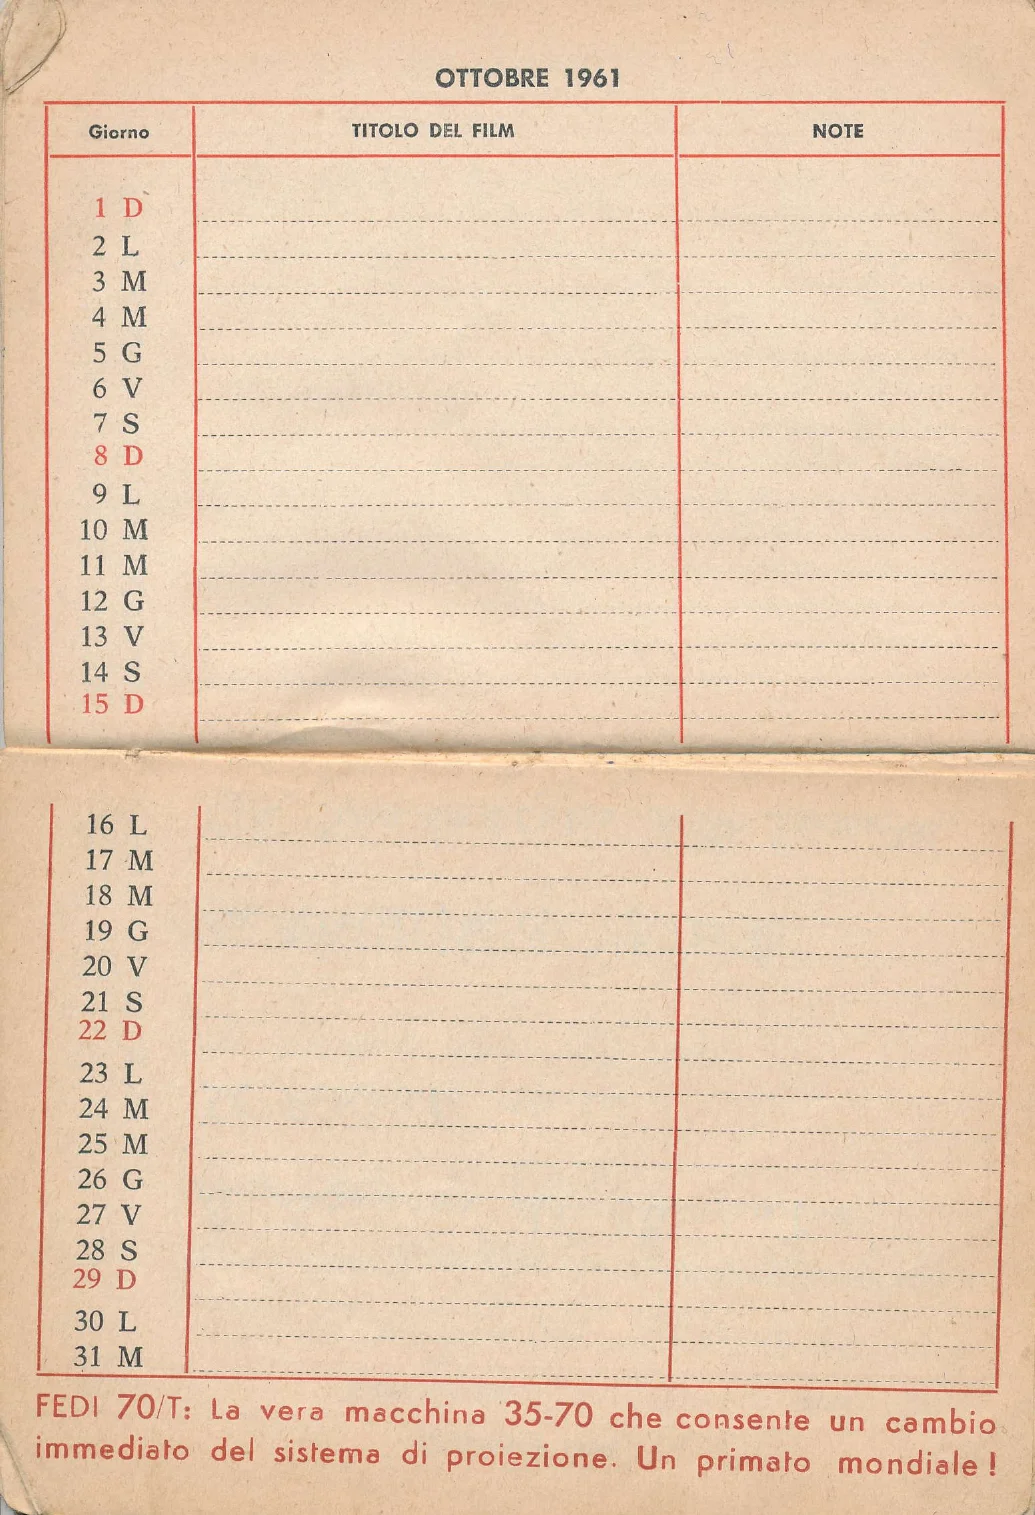 OTTOBRE 1961
Giorno TITOLO DEL FILM NOTE
1 D
2 L
3 M
4 M
5 G
6 V
7 S
8 D
9 L
10 M
11 M
12 G
13 V
14 S
15 D
16 L
17 M
18 M
19 G
20 V
21 S
22 D
23 L
24 M
25 M
26 G
27 V
28 S
29 D
30 L
31 M
FEDI 70/T: La vera macchina 35-70 che consente un cambio
immediato del sistema di proiezione. Un primato mondiale!